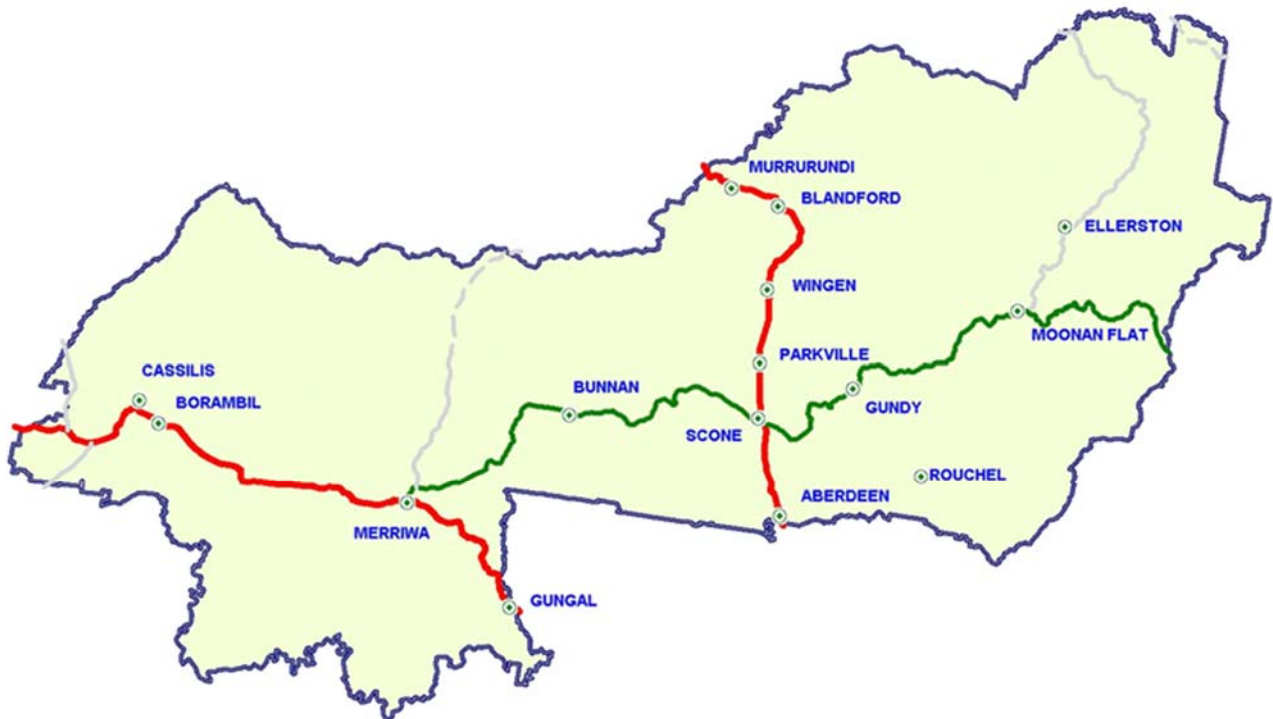 MURRURUNDI
BLANDFORD
ELLERSTON
WINGEN
MOONAN FLAT
PARKVILLE
CASSILIS
BUNNAN
BORAMBIL
GUNDY
SCONE
ROUCHEL
ABERDEEN
MERRIWA
GUNGAL